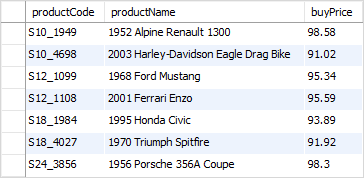 productCode productName buyPrice
S10_1949 1952 Alpine Renault 1300 98.58
S10_4698 2003 Harley-Davidson Eagle Drag Bike 91.02
S12_1099 1968 Ford Mustang 95.34
S12_1108 2001 Ferrari Enzo 95.59
S18_1984 1995 Honda Civic 93.89
S18_4027 1970 Triumph Spitfire 91.92
S24_3856 1956 Porsche 356A Coupe 98.3